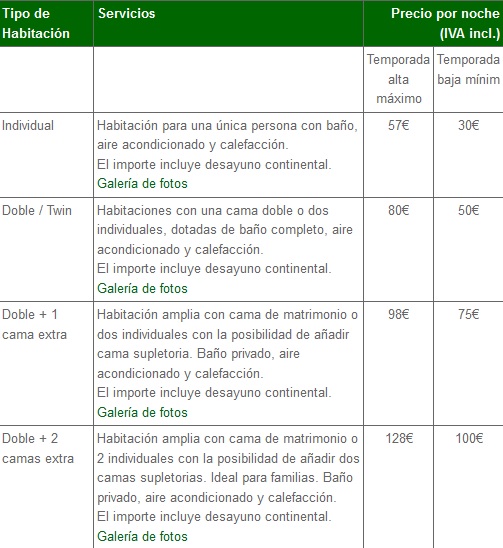 Tipo de Habitación Servicios Precio por noche (IVA incl.)
Temporada alta máximo Temporada baja mínim
Individual Habitación para una única persona con baño, 57€ 30€
aire acondicionado y calefacción.
El importe incluye desayuno continental.
Galería de fotos
Doble / Twin Habitaciones con una cama doble o dos 80€ 50€
individuales, dotadas de baño completo, aire
acondicionado y calefacción.
El importe incluye desayuno continental.
Galería de fotos
Doble + 1 Habitación amplia con cama de matrimonio o 98€ 75€
cama extra dos individuales con la posibilidad de añadir
cama supletoria. Baño privado, aire
acondicionado y calefacción.
El importe incluye desayuno continental.
Galería de fotos
Doble + 2 Habitación amplia con cama de matrimonio o 128€ 100€
camas extra 2 individuales con la posibilidad de añadir dos
camas supletorias. Ideal para familias. Baño
privado, aire acondicionado y calefacción.
El importe incluye desayuno continental.
Galería de fotos